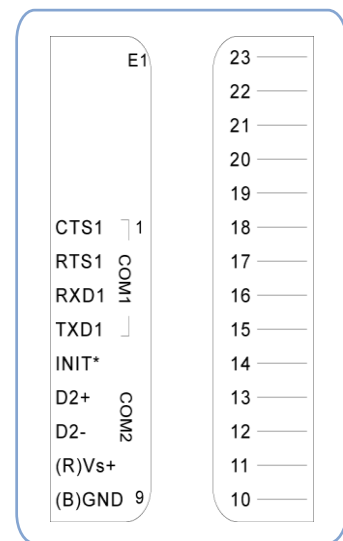 E1
CTS1 1
RTS1
RXD1
COM1
TXD1
INIT*
D2+
D2-
COM2
(R)Vs+
(B)GND 9
23
22
21
20
19
18
17
16
15
14
13
12
11
10